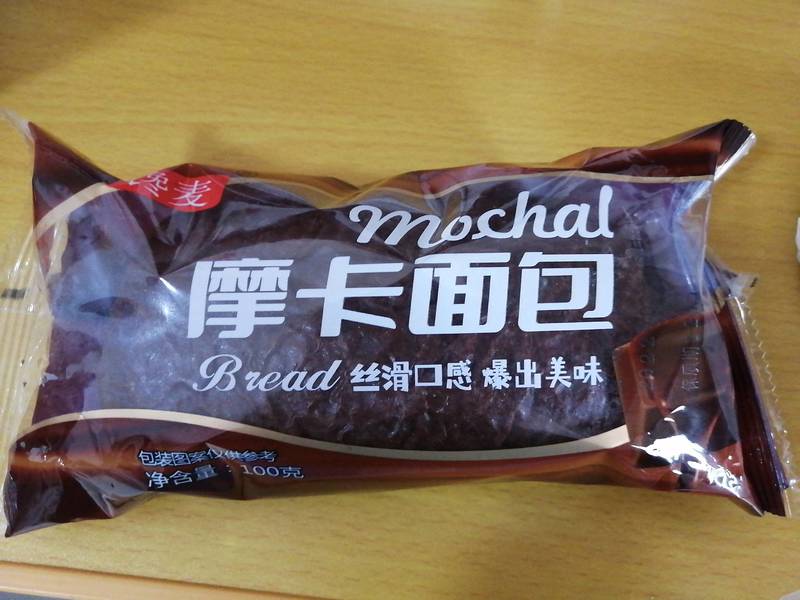 麦
mochal
摩卡面包
Bread 丝滑口感 爆出美味
包装图案仅供参考
净含量：100克